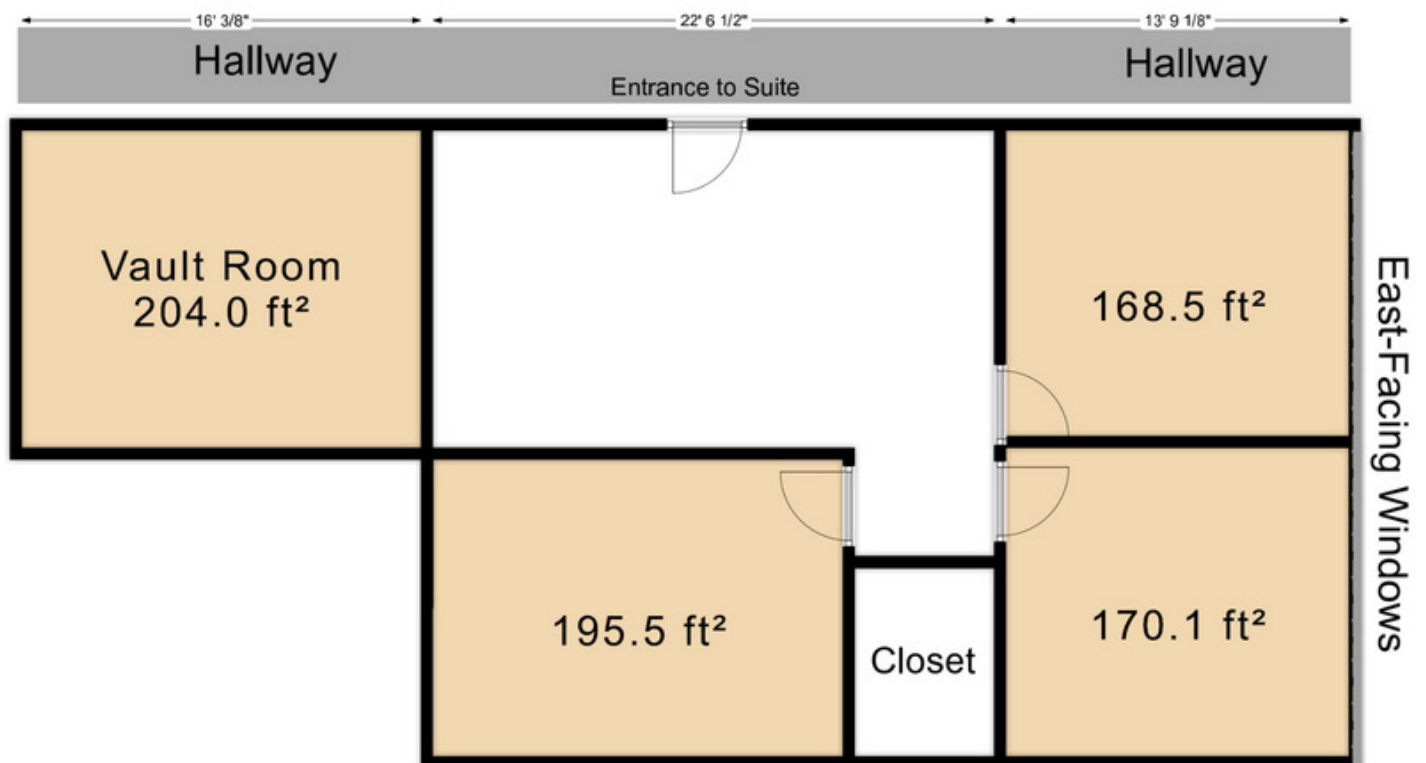 16' 3/8"
22' 6 1/2"
13' 9 1/8"
Hallway
Hallway
Entrance to Suite
Vault Room
204.0 ft²
168.5 ft²
East-Facing Windows
195.5 ft²
170.1 ft²
Closet